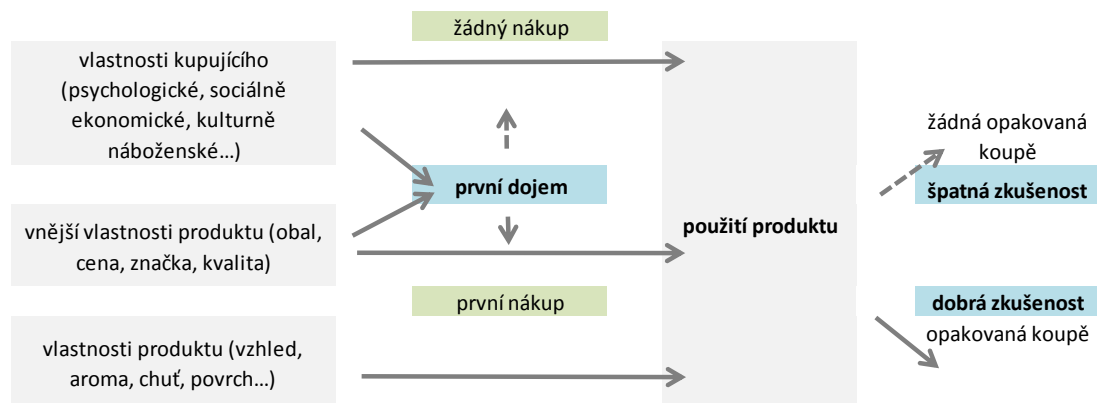 žádný nákup
vlastnosti kupujícího
(psychologické, sociálně
ekonomické, kulturně
náboženské...)
první dojem
vnější vlastnosti produktu (obal,
cena, značka, kvalita)
první nákup
vlastnosti produktu (vzhled,
aroma, chuť, povrch...)
použití produktu
žádná opakovaná
koupě
špatná zkušenost
dobrá zkušenost
opakovaná koupě